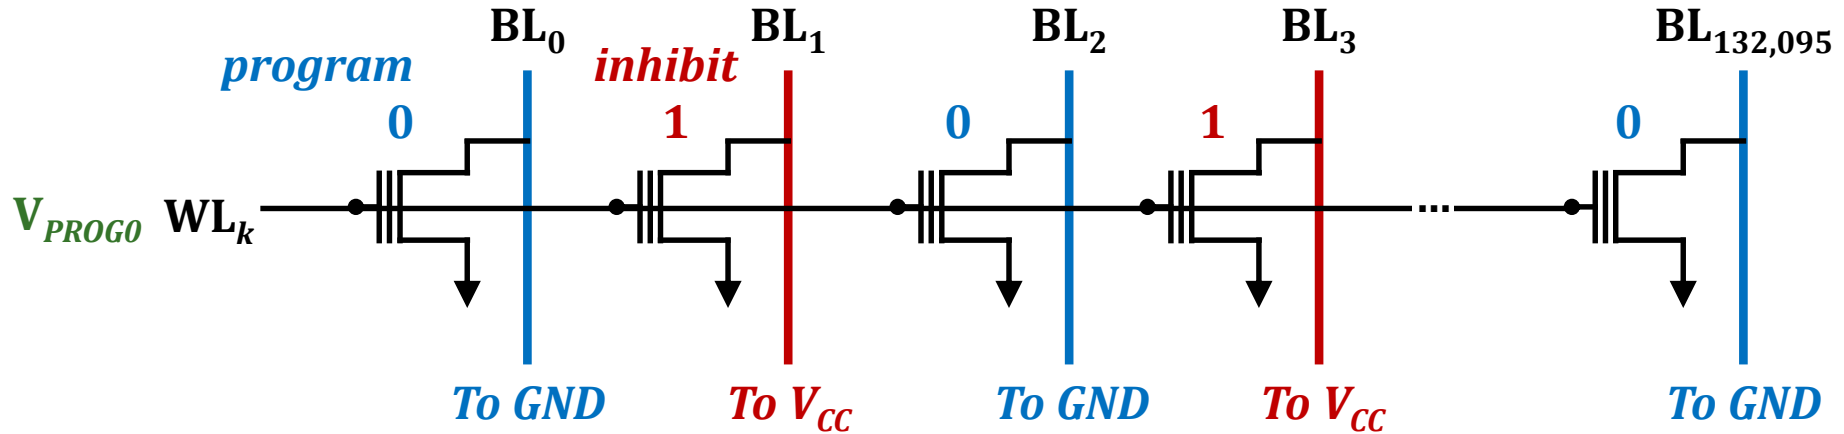 BL0 BL1 BL2 BL3 BL132,095
program inhibit
0 1 0 1 0
VPROG0 WLk ...
To GND To VCC To GND To VCC To GND